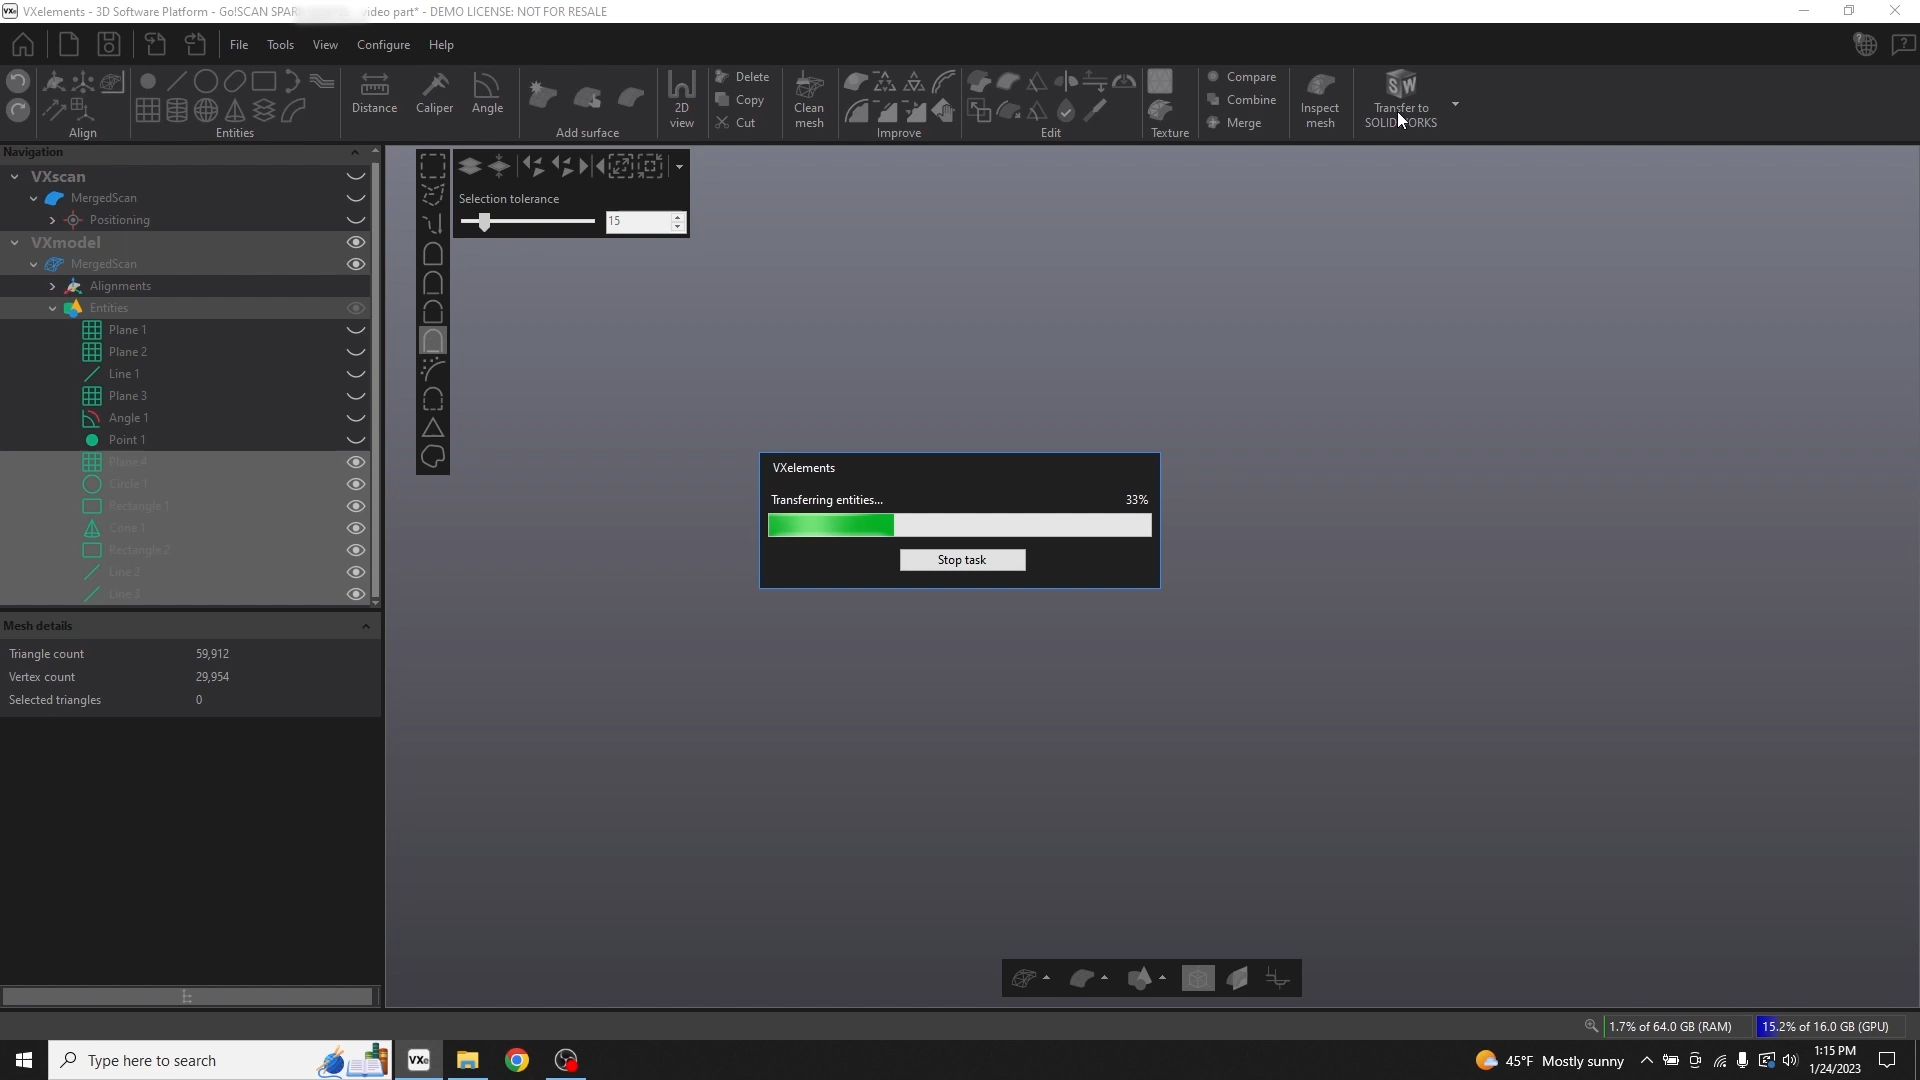 VXelements - 3D Software Platform - Go!SCAN SPAR video part* - DEMO LICENSE: NOT FOR RESALE
File Tools View Configure Help
Align
Entities
Distance
Caliper
Angle
Add surface
2D
view
Delete
Copy
Cut
Clean
mesh
Improve
Edit
Texture
Compare
Combine
Merge
Inspect
mesh
Transfer to
SOLIDWORKS
Navigation
VXscan
MergedScan
Positioning
VXmodel
MergedScan
Alignments
Entities
Plane 1
Plane 2
Line 1
Plane 3
Angle 1
Point 1
Plane 4
Circle 1
Rectangle 1
Cone 1
Rectangle 2
Line 2
Line 3
Selection tolerance
15
VXelements
Transferring entities... 33%
Stop task
Mesh details
Triangle count 59,912
Vertex count 29,954
Selected triangles 0
1.7% of 64.0 GB (RAM) 15.2% of 16.0 GB (GPU)
Type here to search
VXe
45°F Mostly sunny
1:15 PM
1/24/2023